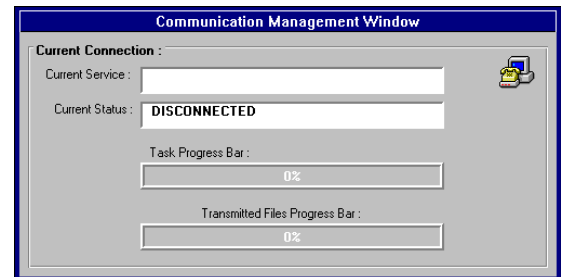 Communication Management Window
Current Connection :
Current Service :
Current Status : DISCONNECTED
Task Progress Bar :
0%
Transmitted Files Progress Bar :
0%